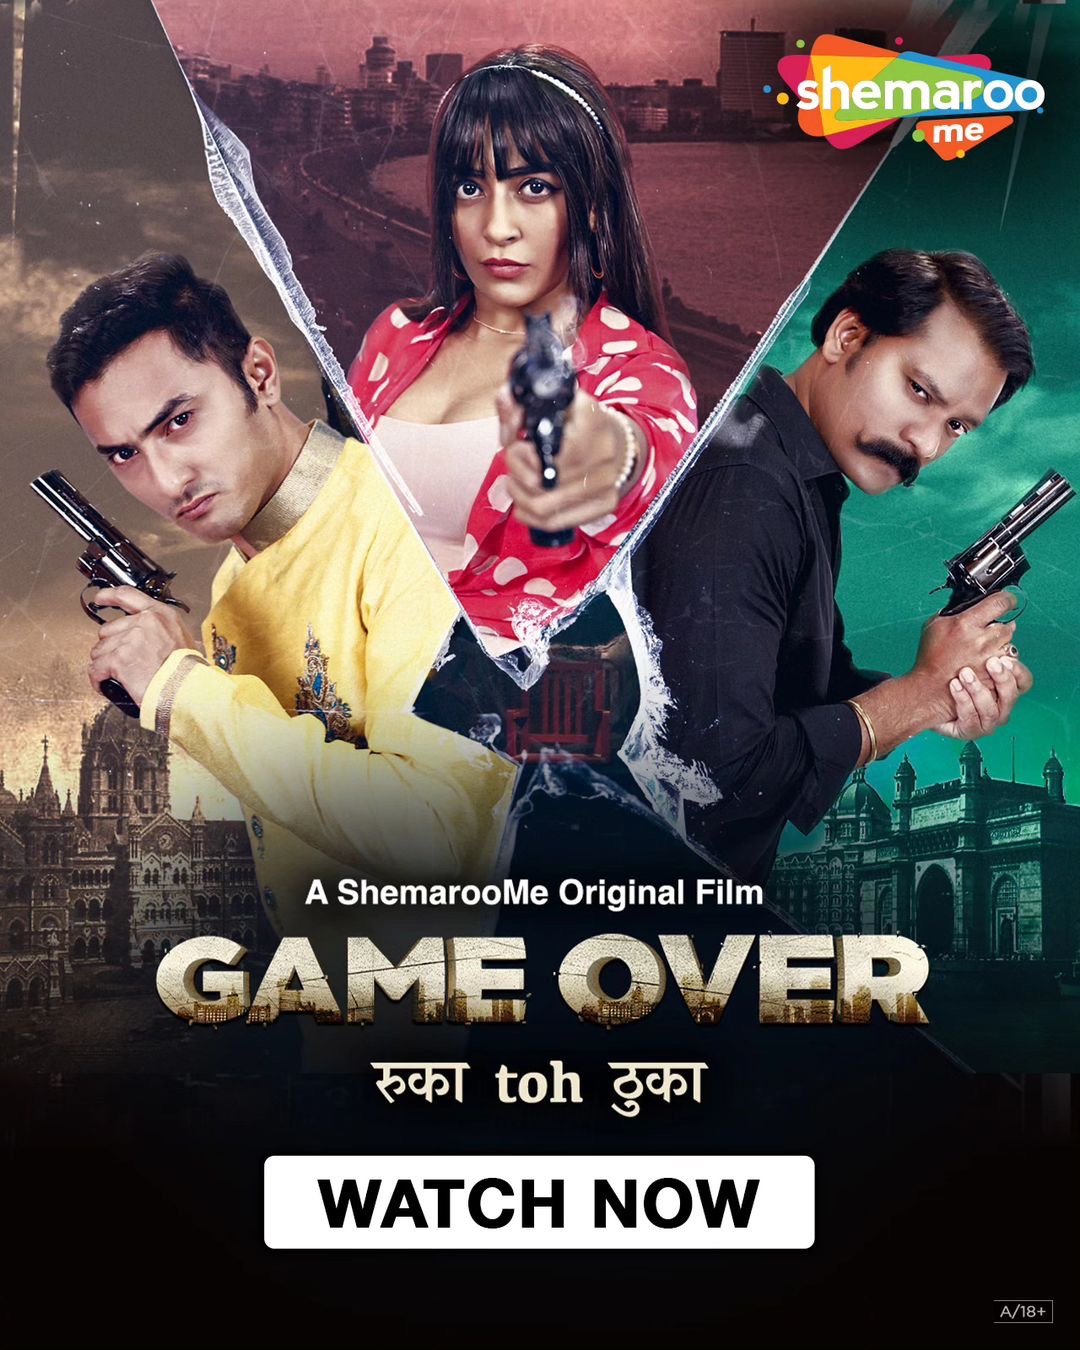 shemaroo
me
A ShemarooMe Original Film
GAME OVER
रुका toh ठुका
WATCH NOW
A/18+